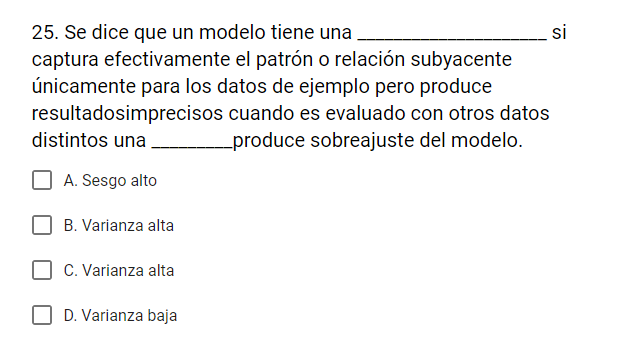 25. Se dice que un modelo tiene una _____________________ si
captura efectivamente el patrón o relación subyacente
únicamente para los datos de ejemplo pero produce
resultadosimprecisos cuando es evaluado con otros datos
distintos una _________produce sobreajuste del modelo.
A. Sesgo alto
B. Varianza alta
C. Varianza alta
D. Varianza baja